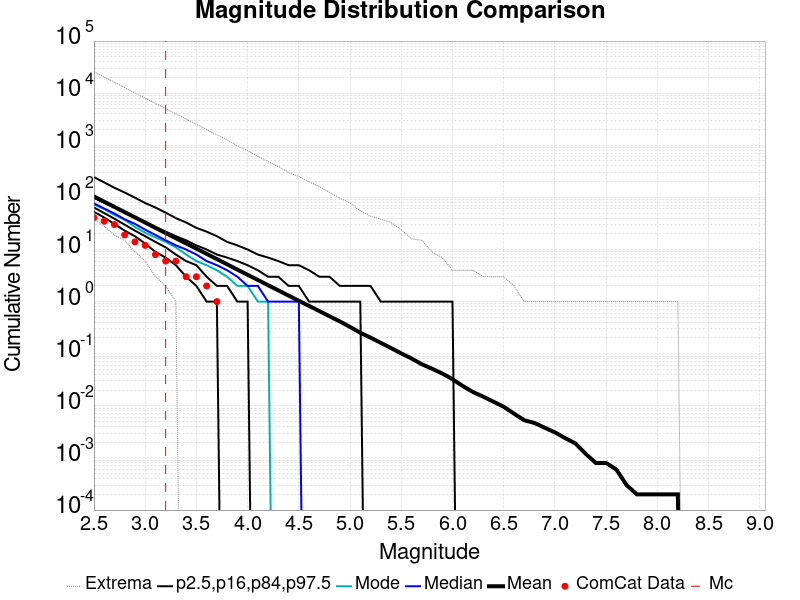 Magnitude Distribution Comparison
Cumulative Number
10^5
10^4
10^3
10^2
10^1
10^0
10^-1
10^-2
10^-3
10^-4
2.5 3.0 3.5 4.0 4.5 5.0 5.5 6.0 6.5 7.0 7.5 8.0 8.5 9.0
Magnitude
Extrema p2.5,p16,p84,p97.5 Mode Median Mean ComCat Data Mc